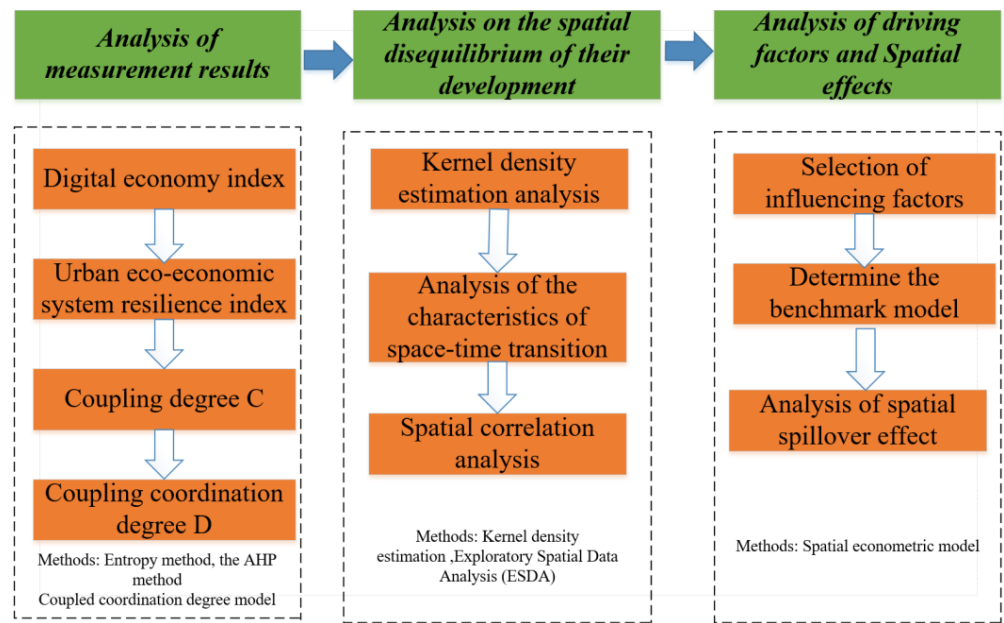 Analysis of
measurement results
Analysis on the spatial
disequilibrium of their
development
Analysis of driving
factors and Spatial
effects
Digital economy index
Urban eco-economic
system resilience index
Coupling degree C
Coupling coordination
degree D
Methods: Entropy method, the AHP
method
Coupled coordination degree model
Kernel density
estimation analysis
Analysis of the
characteristics of
space-time transition
Spatial correlation
analysis
Methods: Kernel density
estimation ,Exploratory Spatial Data
Analysis (ESDA)
Selection of
influencing factors
Determine the
benchmark model
Analysis of spatial
spillover effect
Methods: Spatial econometric model